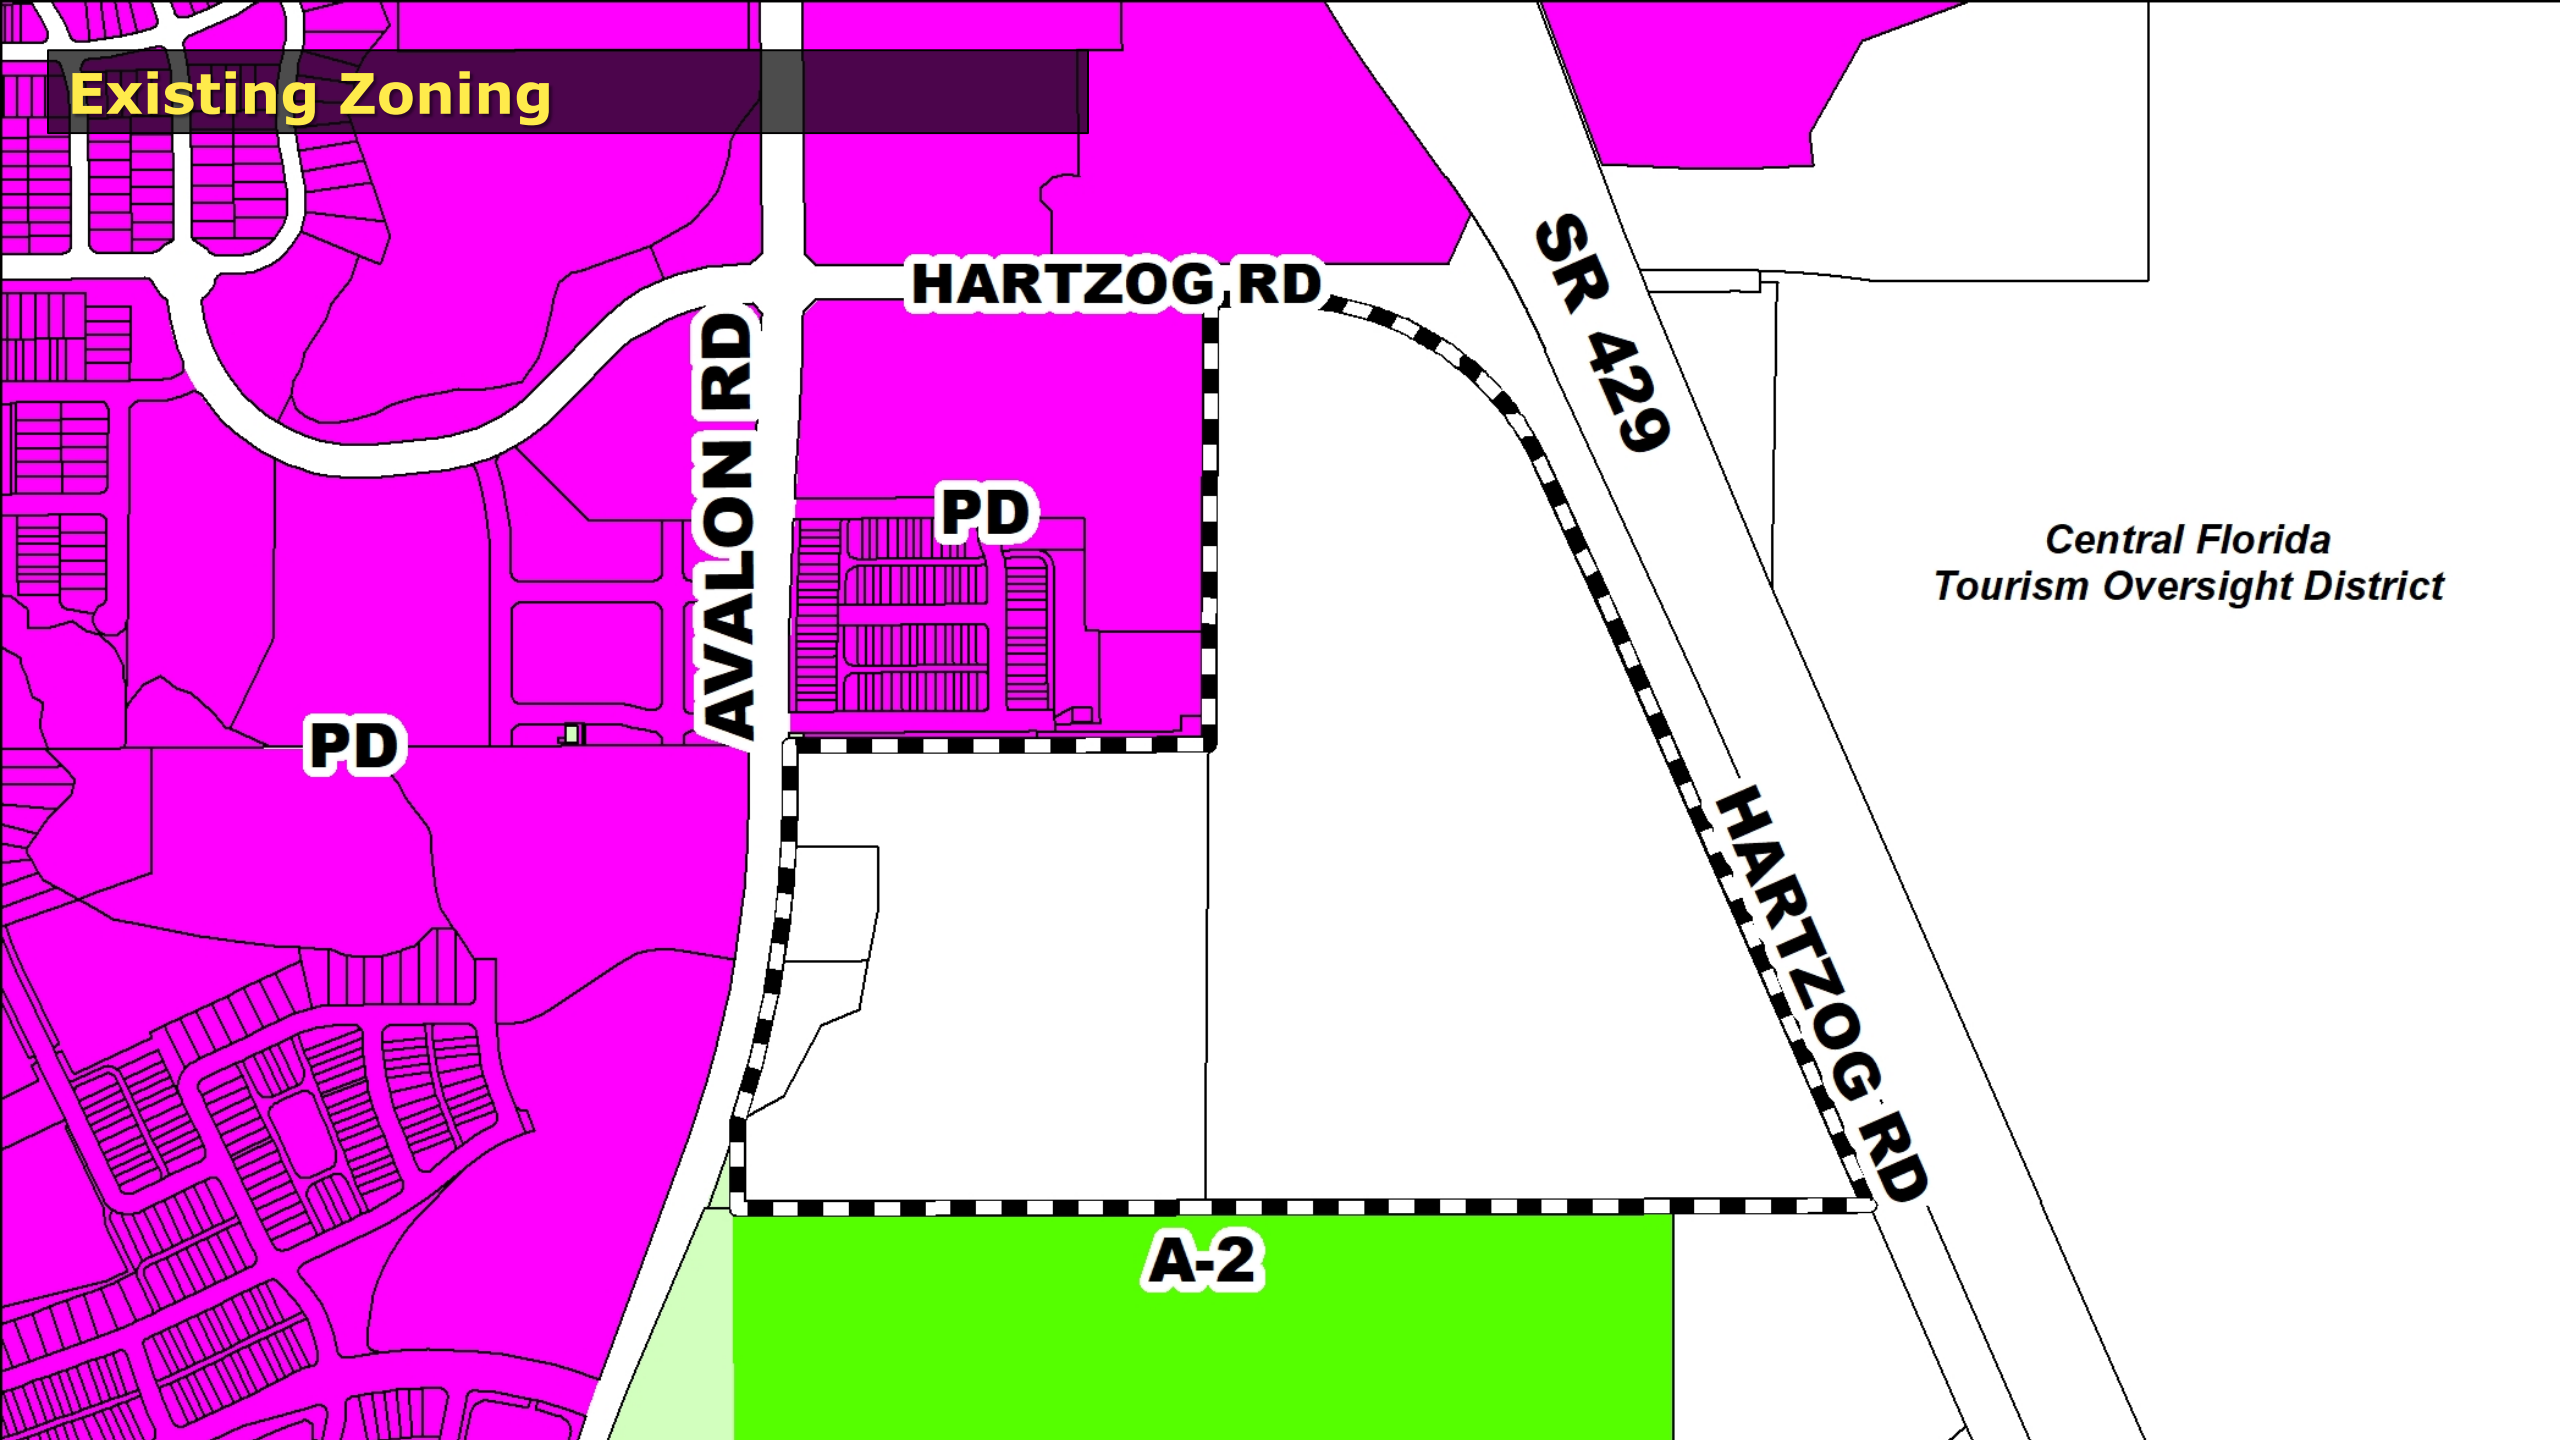 Existing Zoning
HARTZOG RD
SR 429
AVALON RD
PD
Central Florida
Tourism Oversight District
PD
HARTZOG RD
A-2